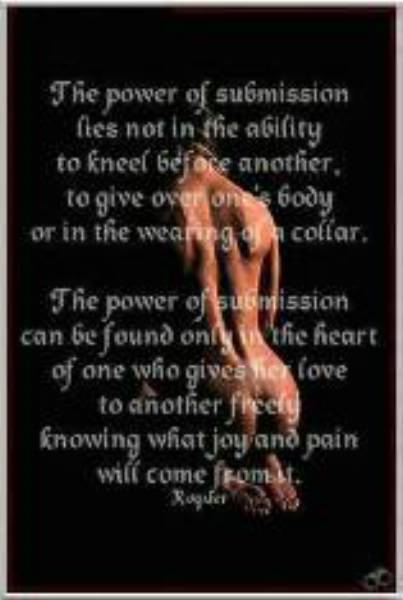 The power of submission
lies not in the ability
to kneel before another,
to give over one's body
or in the wearing of a collar.
The power of submission
can be found only in the heart
of one who gives her love
to another freely
knowing what joy and pain
will come from it.